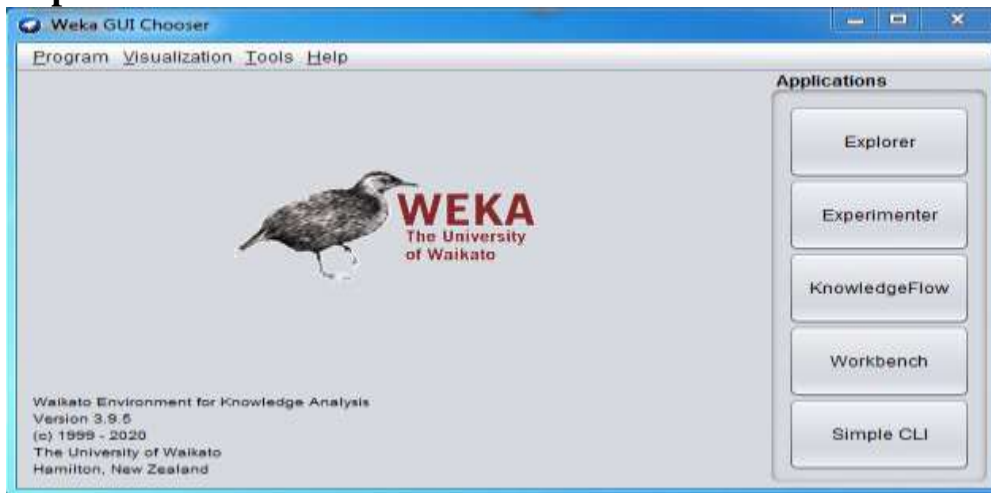 Weka GUI Chooser
Program Visualization Tools Help
Applications
Explorer
Experimenter
KnowledgeFlow
Workbench
Simple CLI
WEKA
The University
of Waikato
Waikato Environment for Knowledge Analysis
Version 3.9.5
(c) 1999 - 2020
The University of Waikato
Hamilton, New Zealand